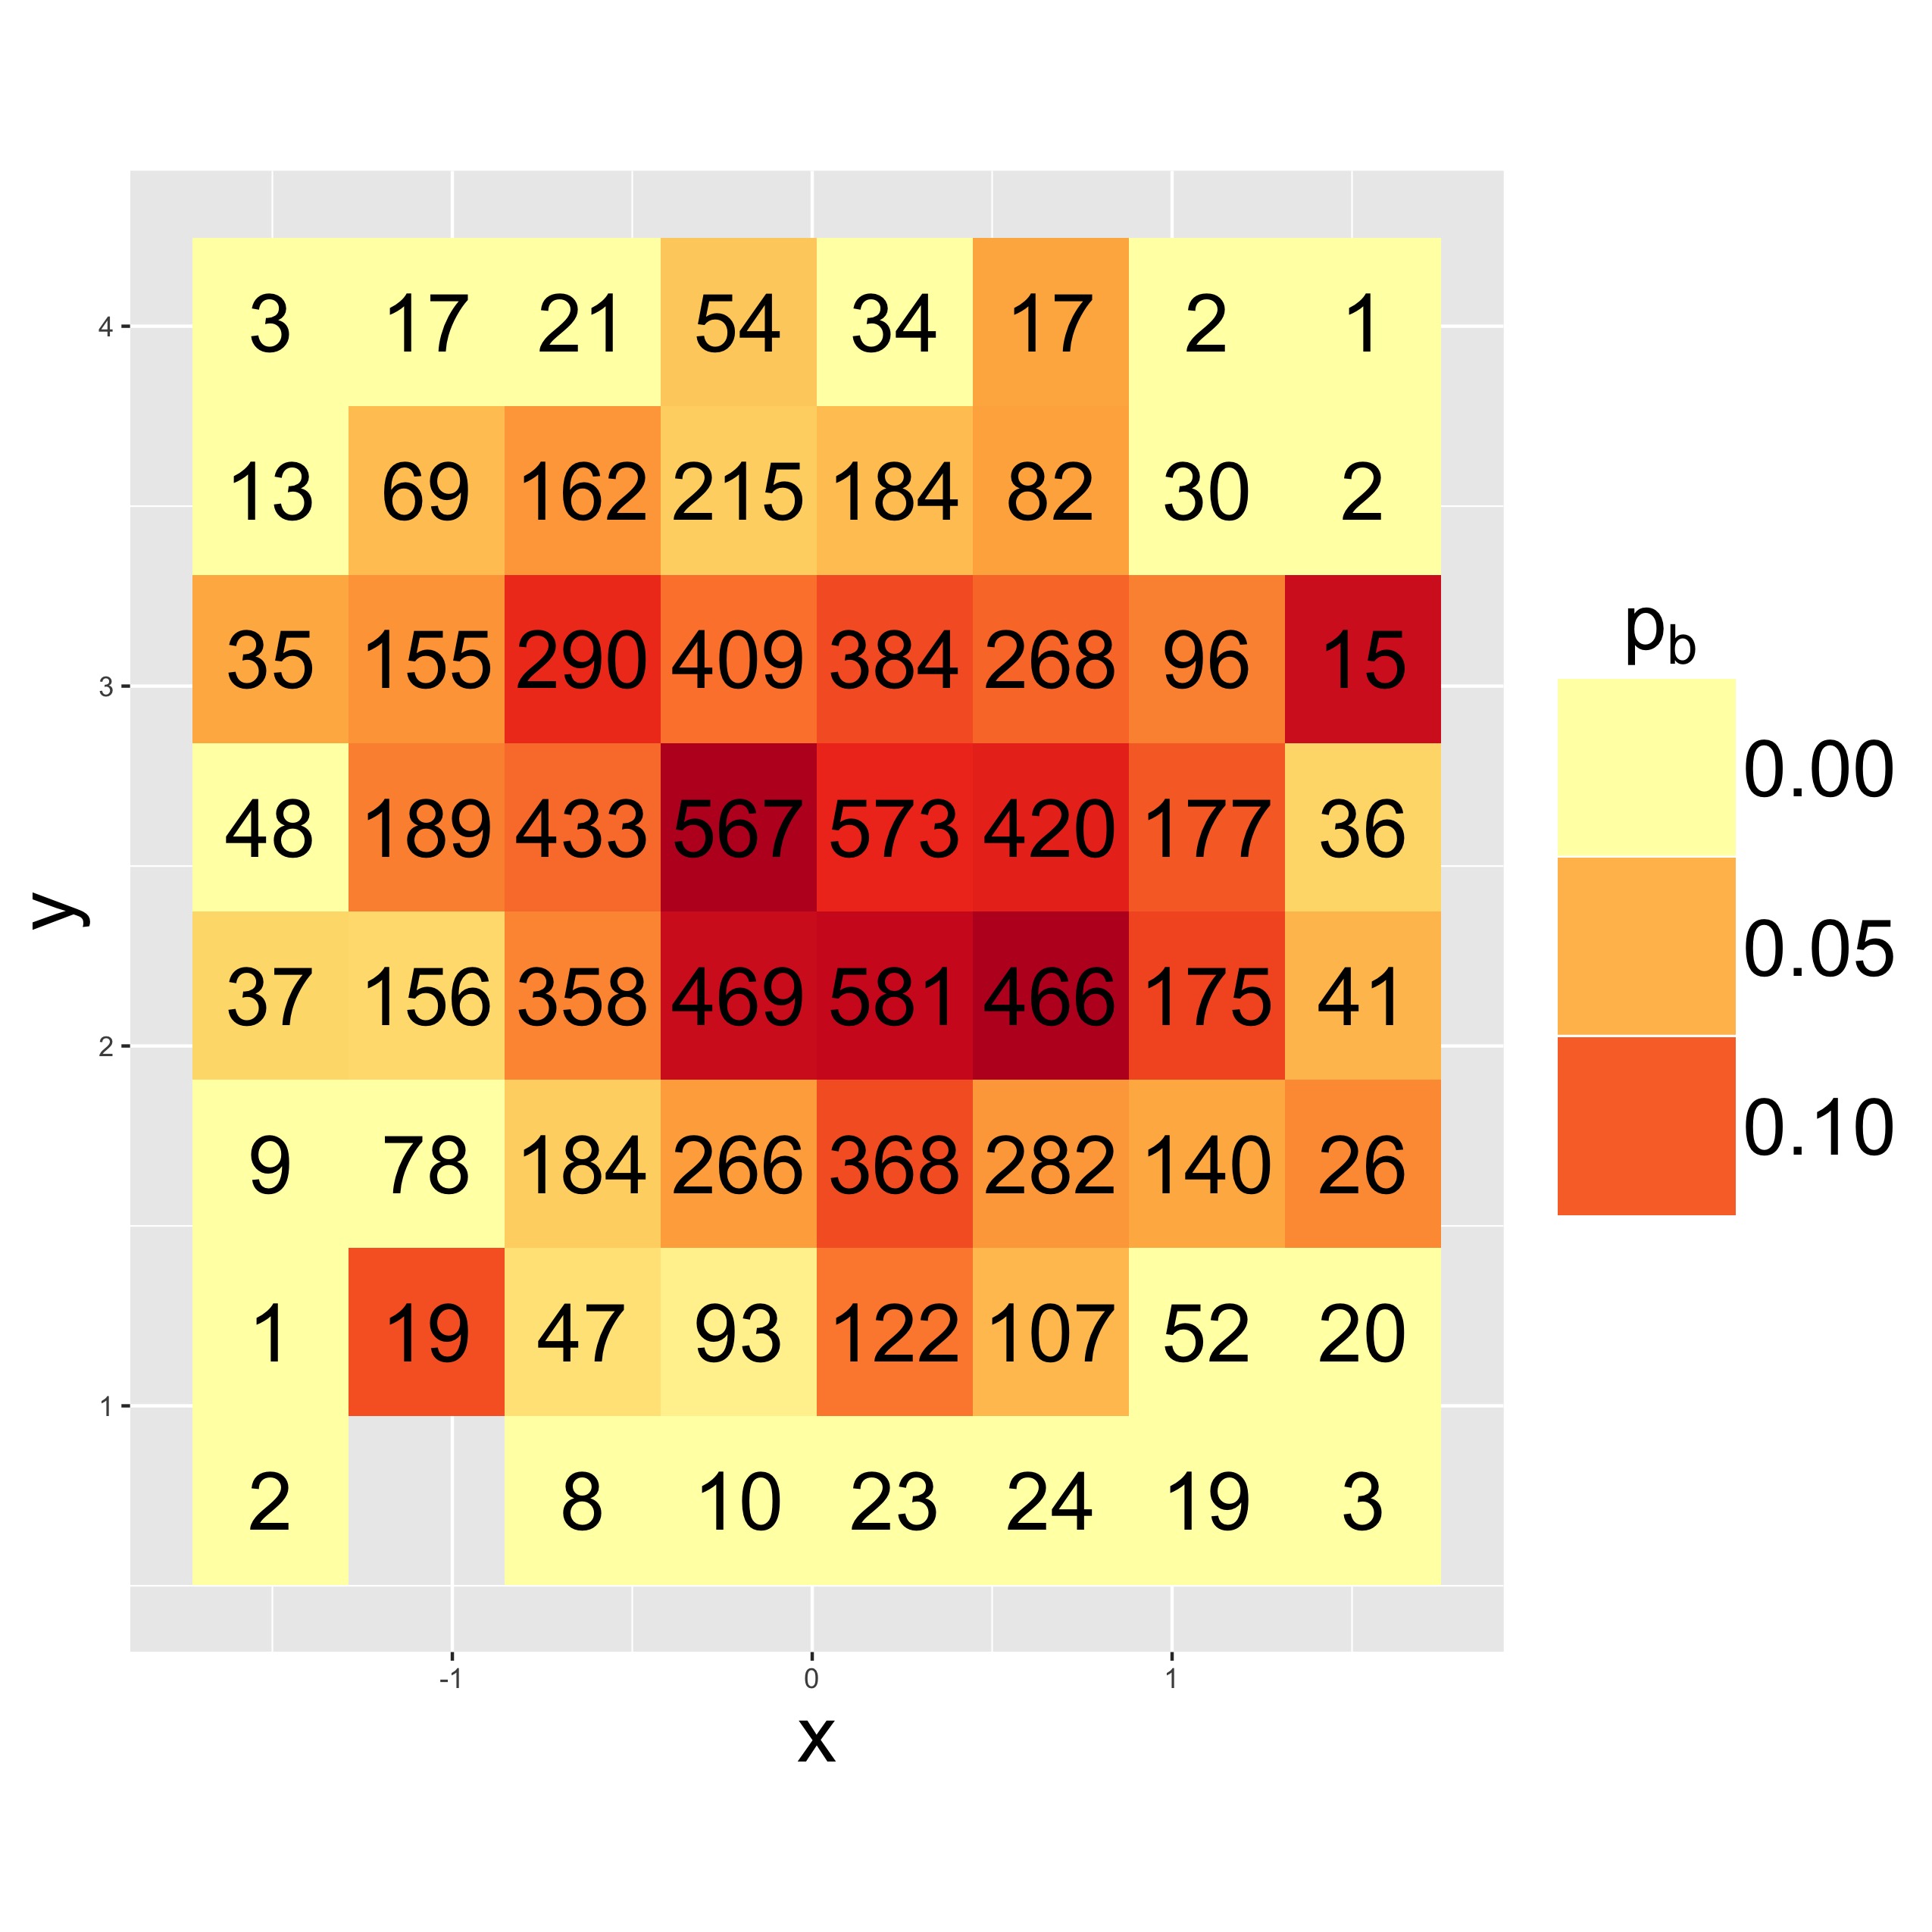 3 17 21 54 34 17 2 1
4
13 69 162 215 184 82 30 2
35 155 290 409 384 268 96 15
3
48 189 433 567 573 420 177 36
y
37 156 358 469 581 466 175 41
2
9 78 184 266 368 282 140 26
1 19 47 93 122 107 52 20
1
2 8 10 23 24 19 3
-1 0 1
x
p_b
0.00
0.05
0.10